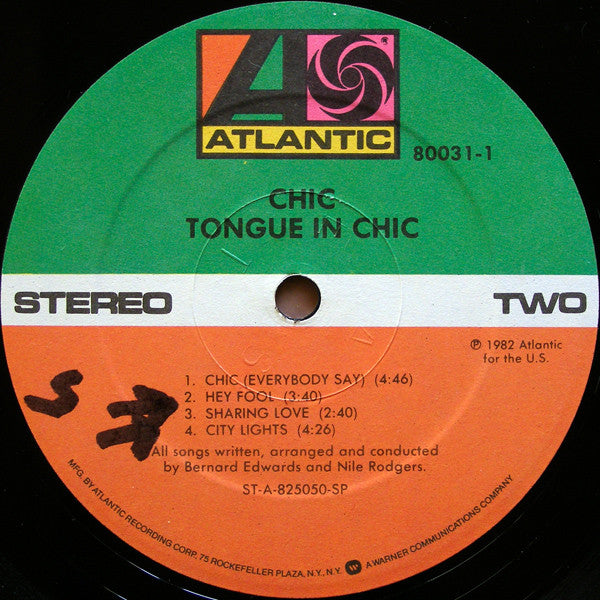 ATLANTIC
80031-1
CHIC
TONGUE IN CHIC
STEREO
TWO
℗ 1982 Atlantic
for the U.S.
1. CHIC (EVERYBODY SAY) (4:46)
2. HEY FOOL (3:40)
3. SHARING LOVE (2:40)
4. CITY LIGHTS (4:26)
All songs written, arranged and conducted
by Bernard Edwards and Nile Rodgers.
ST-A-825050-SP
MFG. BY ATLANTIC RECORDING CORP. 75 ROCKEFELLER PLAZA, N.Y., N.Y. A WARNER COMMUNICATIONS COMPANY